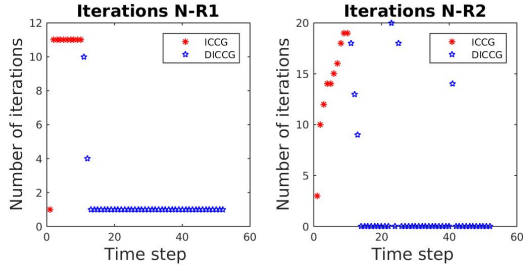 Iterations N-R1
Number of iterations
12
10
8
6
4
2
0
0
20
40
60
Time step
ICCG
DICCG
Iterations N-R2
Number of iterations
20
15
10
5
0
0
20
40
60
Time step
ICCG
DICCG